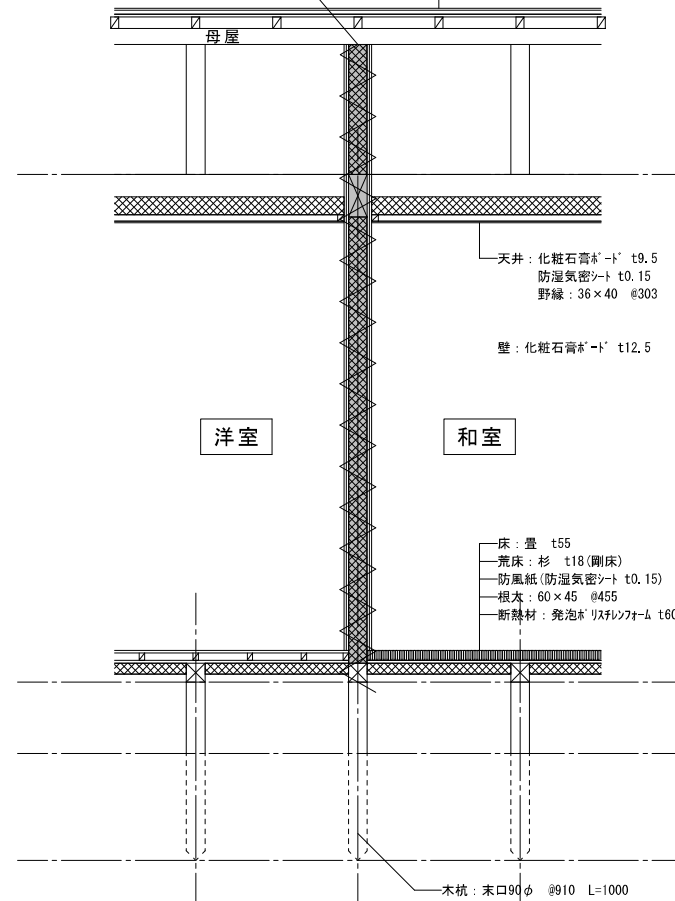 母屋
天井：化粧石膏ﾎﾞｰﾄﾞ t9.5
防湿気密ｼｰﾄ t0.15
野縁：36×40 @303
壁：化粧石膏ﾎﾞｰﾄﾞ t12.5
洋室
和室
床：畳 t55
荒床：杉 t18(剛床)
防風紙(防湿気密ｼｰﾄ t0.15)
根太：60×45 @455
断熱材：発泡ﾎﾟﾘｽﾁﾚﾝﾌｫｰﾑ t60
木杭：末口90φ @910 L=1000